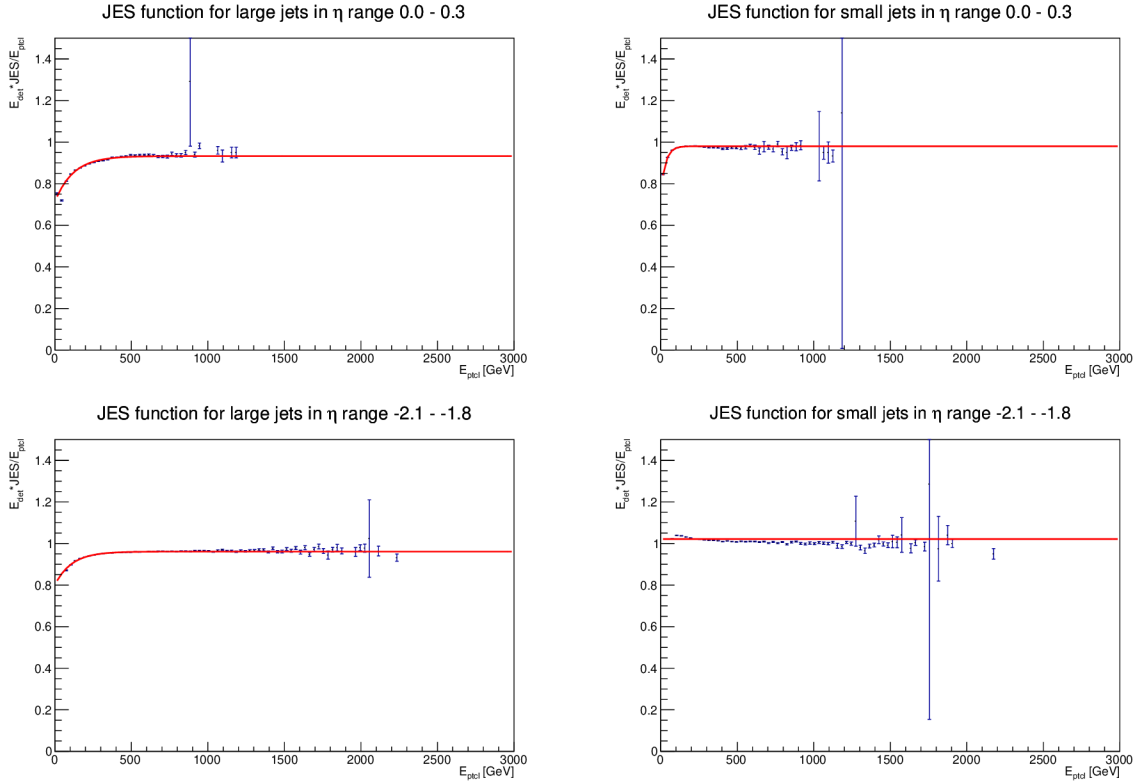 JES function for large jets in η range 0.0 - 0.3
E_det*JES/E_ptcl
1.4
1.2
1
0.8
0.6
0.4
0.2
0
0 500 1000 1500 2000 2500 3000
E_ptcl [GeV]
JES function for small jets in η range 0.0 - 0.3
E_det*JES/E_ptcl
1.4
1.2
1
0.8
0.6
0.4
0.2
0
0 500 1000 1500 2000 2500 3000
E_ptcl [GeV]
JES function for large jets in η range -2.1 - -1.8
E_det*JES/E_ptcl
1.4
1.2
1
0.8
0.6
0.4
0.2
0
0 500 1000 1500 2000 2500 3000
E_ptcl [GeV]
JES function for small jets in η range -2.1 - -1.8
E_det*JES/E_ptcl
1.4
1.2
1
0.8
0.6
0.4
0.2
0
0 500 1000 1500 2000 2500 3000
E_ptcl [GeV]